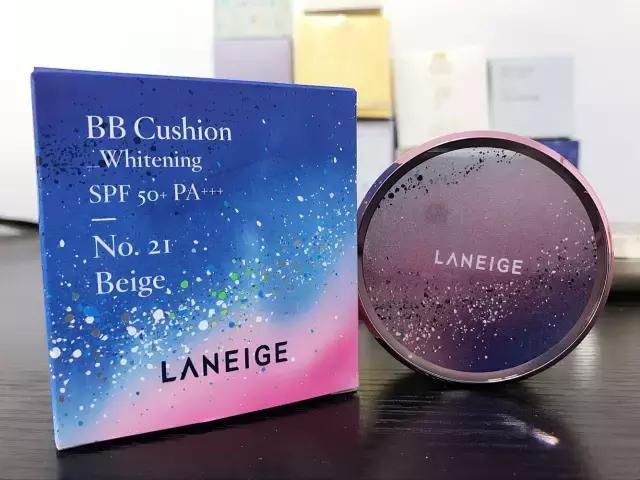 BB Cushion
_Whitening
SPF 50+ PA+++
No. 21
Beige
LANEIGE
LANEIGE